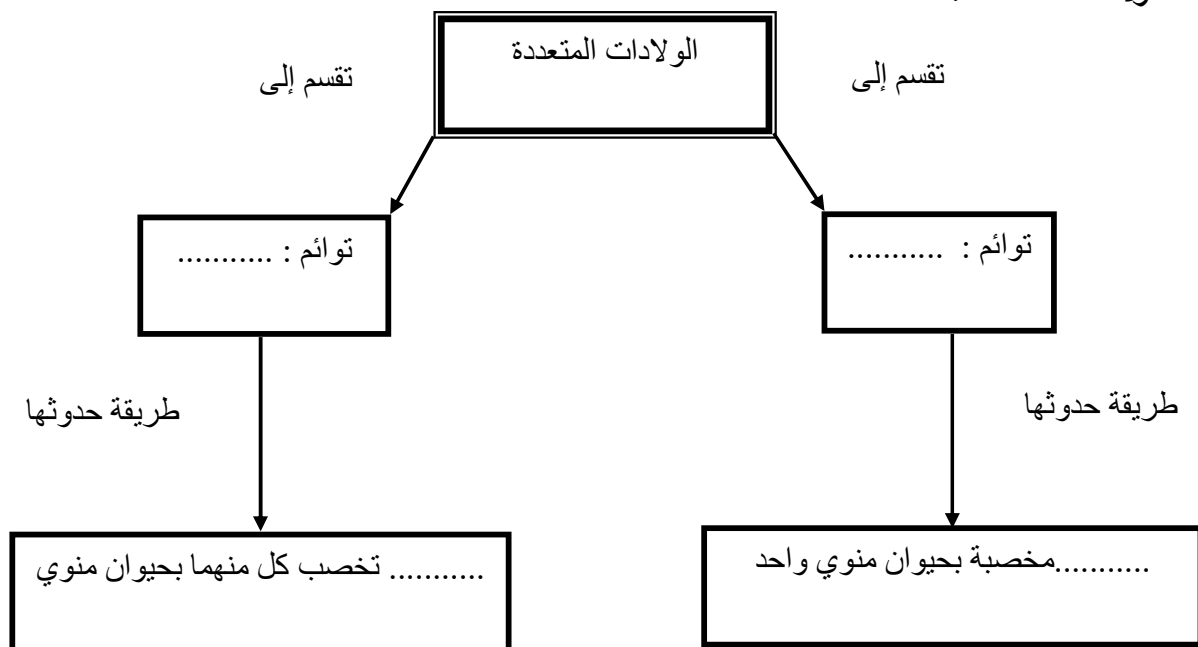 الولادات المتعددة
تقسم إلى
تقسم إلى
توائم : ...........
توائم : ...........
طريقة حدوثها
طريقة حدوثها
...........مخصبة بحيوان منوي واحد
........... تخصب كل منهما بحيوان منوي